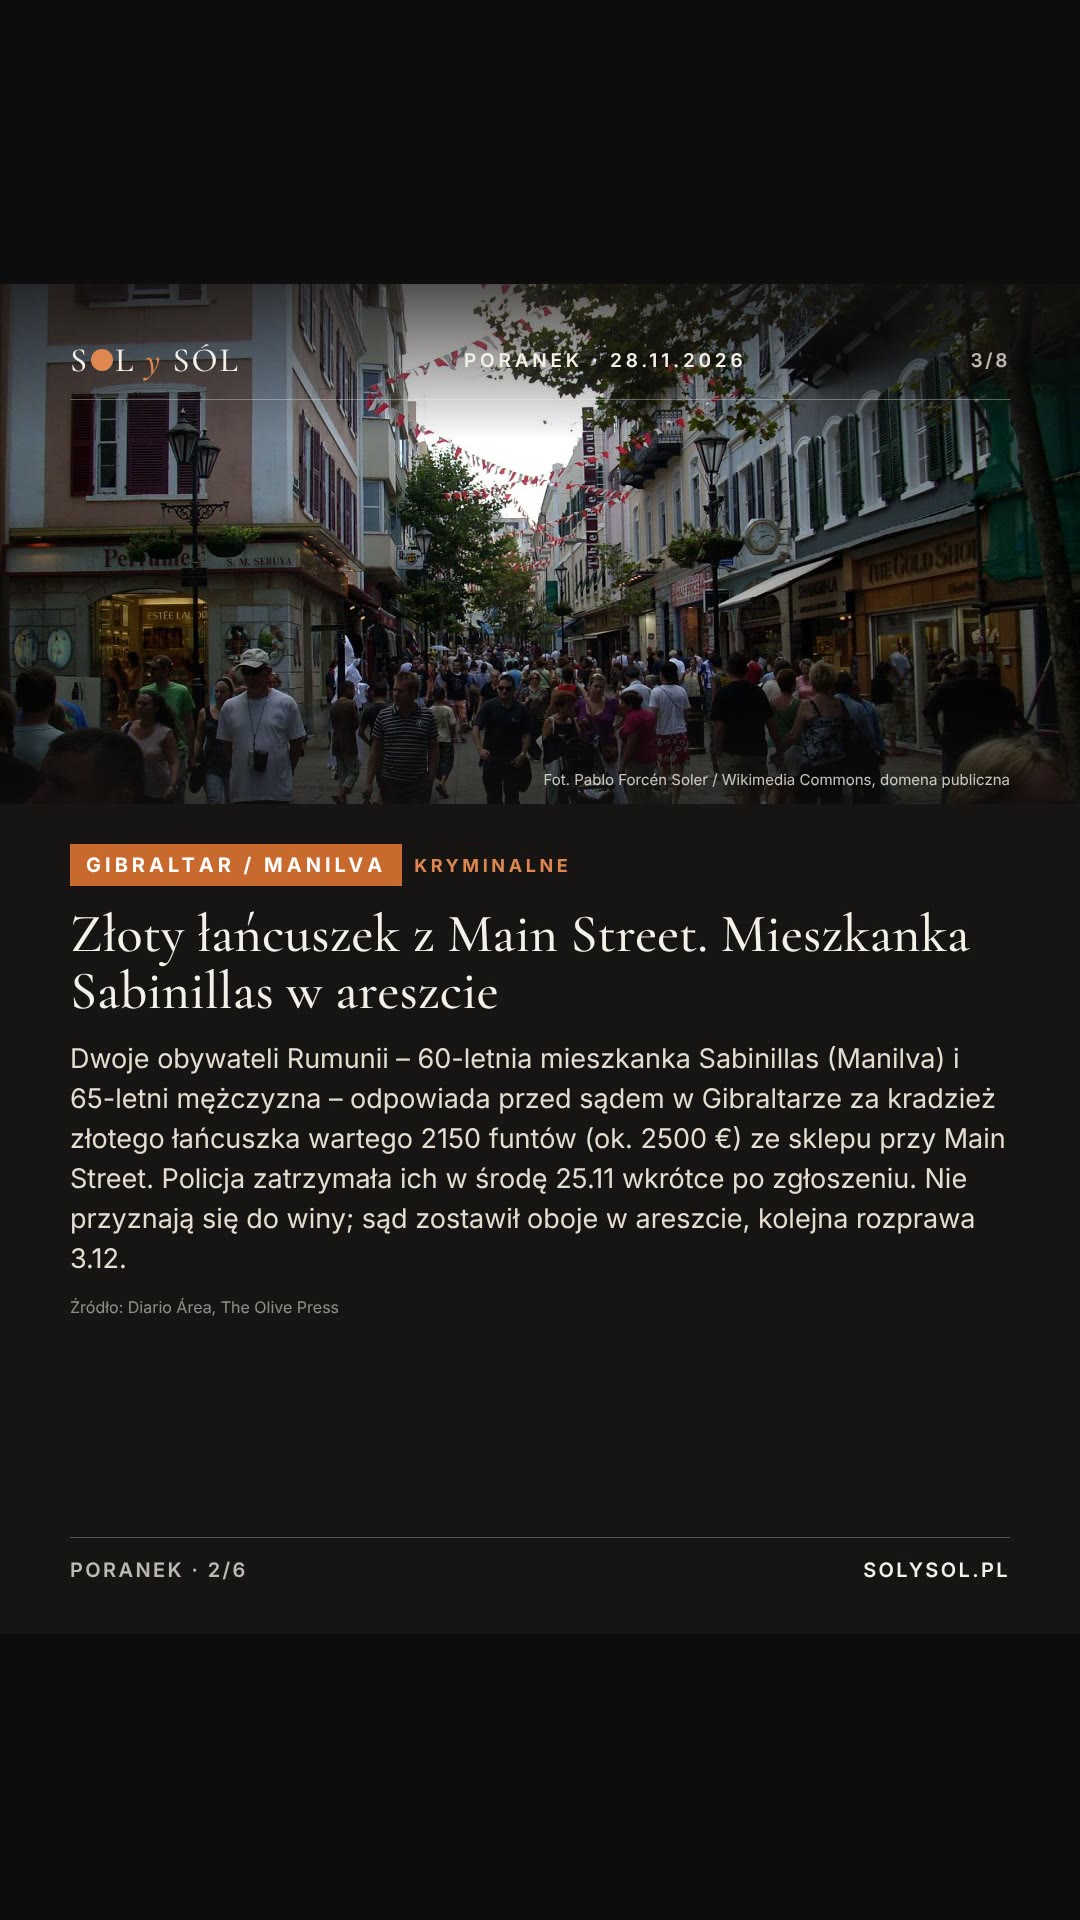 SOL y SÓL
PORANEK · 28.11.2026
3/8
The Tea House
Perfumes
S. M. SERUYA
ESTÉE LAUDER
SHANGRI-LA
THE GOLD SHOP
Fot. Pablo Forcén Soler / Wikimedia Commons, domena publiczna
GIBRALTAR / MANILVA KRYMINALNE
Złoty łańcuszek z Main Street. Mieszkanka
Sabinillas w areszcie
Dwoje obywateli Rumunii – 60-letnia mieszkanka Sabinillas (Manilva) i
65-letni mężczyzna – odpowiada przed sądem w Gibraltarze za kradzież
złotego łańcuszka wartego 2150 funtów (ok. 2500 €) ze sklepu przy Main
Street. Policja zatrzymała ich w środę 25.11 wkrótce po zgłoszeniu. Nie
przyznają się do winy; sąd zostawił oboje w areszcie, kolejna rozprawa
3.12.
Źródło: Diario Área, The Olive Press
PORANEK · 2/6
SOLYSOL.PL